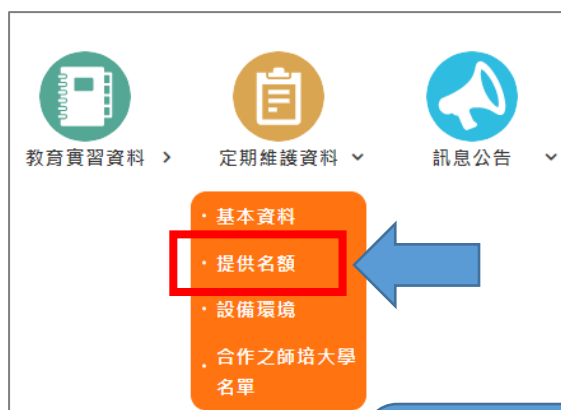 教育實習資料
定期維護資料
訊息公告
· 基本資料
· 提供名額
· 設備環境
· 合作之師培大學
名單